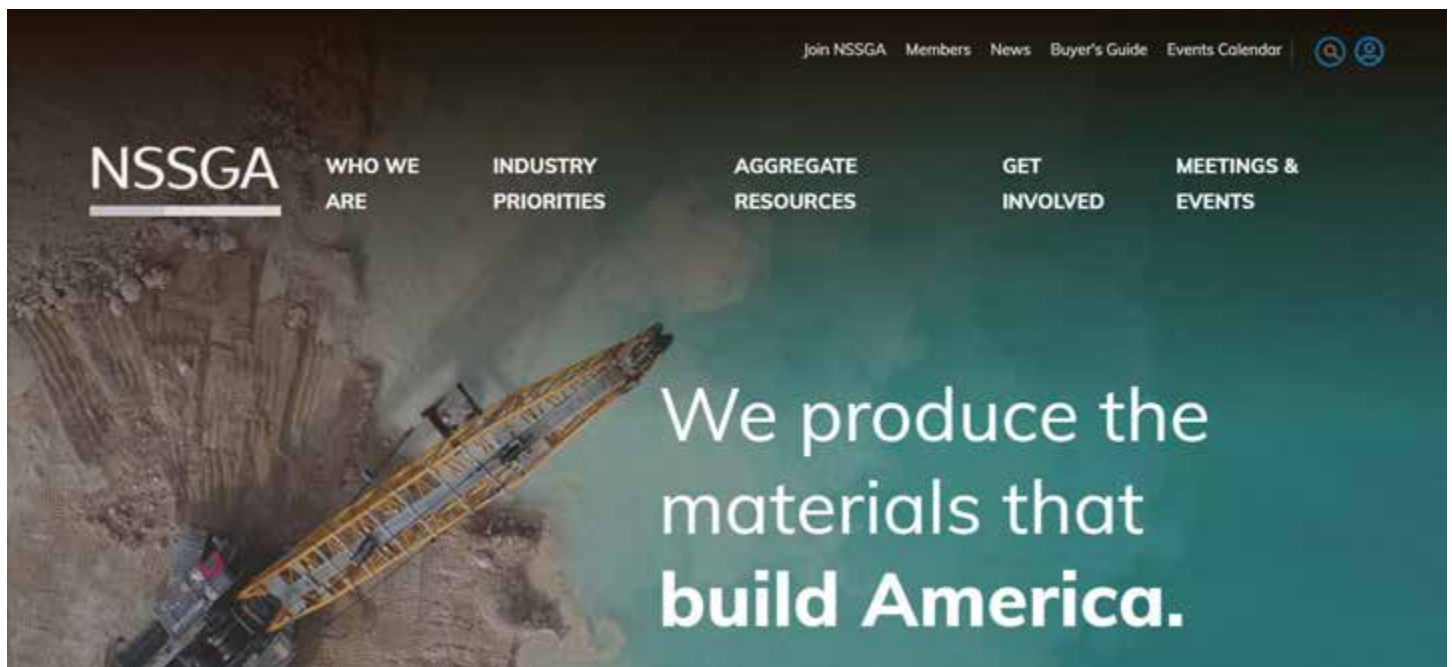 Join NSSGA Members News Buyer's Guide Events Calendar
NSSGA
WHO WE
ARE
INDUSTRY
PRIORITIES
AGGREGATE
RESOURCES
GET
INVOLVED
MEETINGS &
EVENTS
We produce the
materials that
build America.